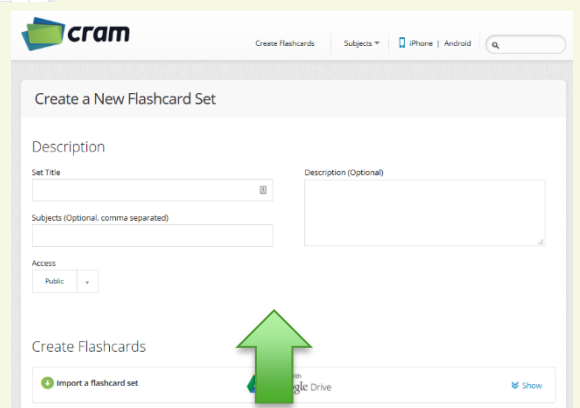 cram
Create Flashcards Subjects iPhone | Android
Create a New Flashcard Set
Description
Set Title
Description (Optional)
Subjects (Optional, comma separated)
Access
Public
Create Flashcards
Import a flashcard set
Drive
Show